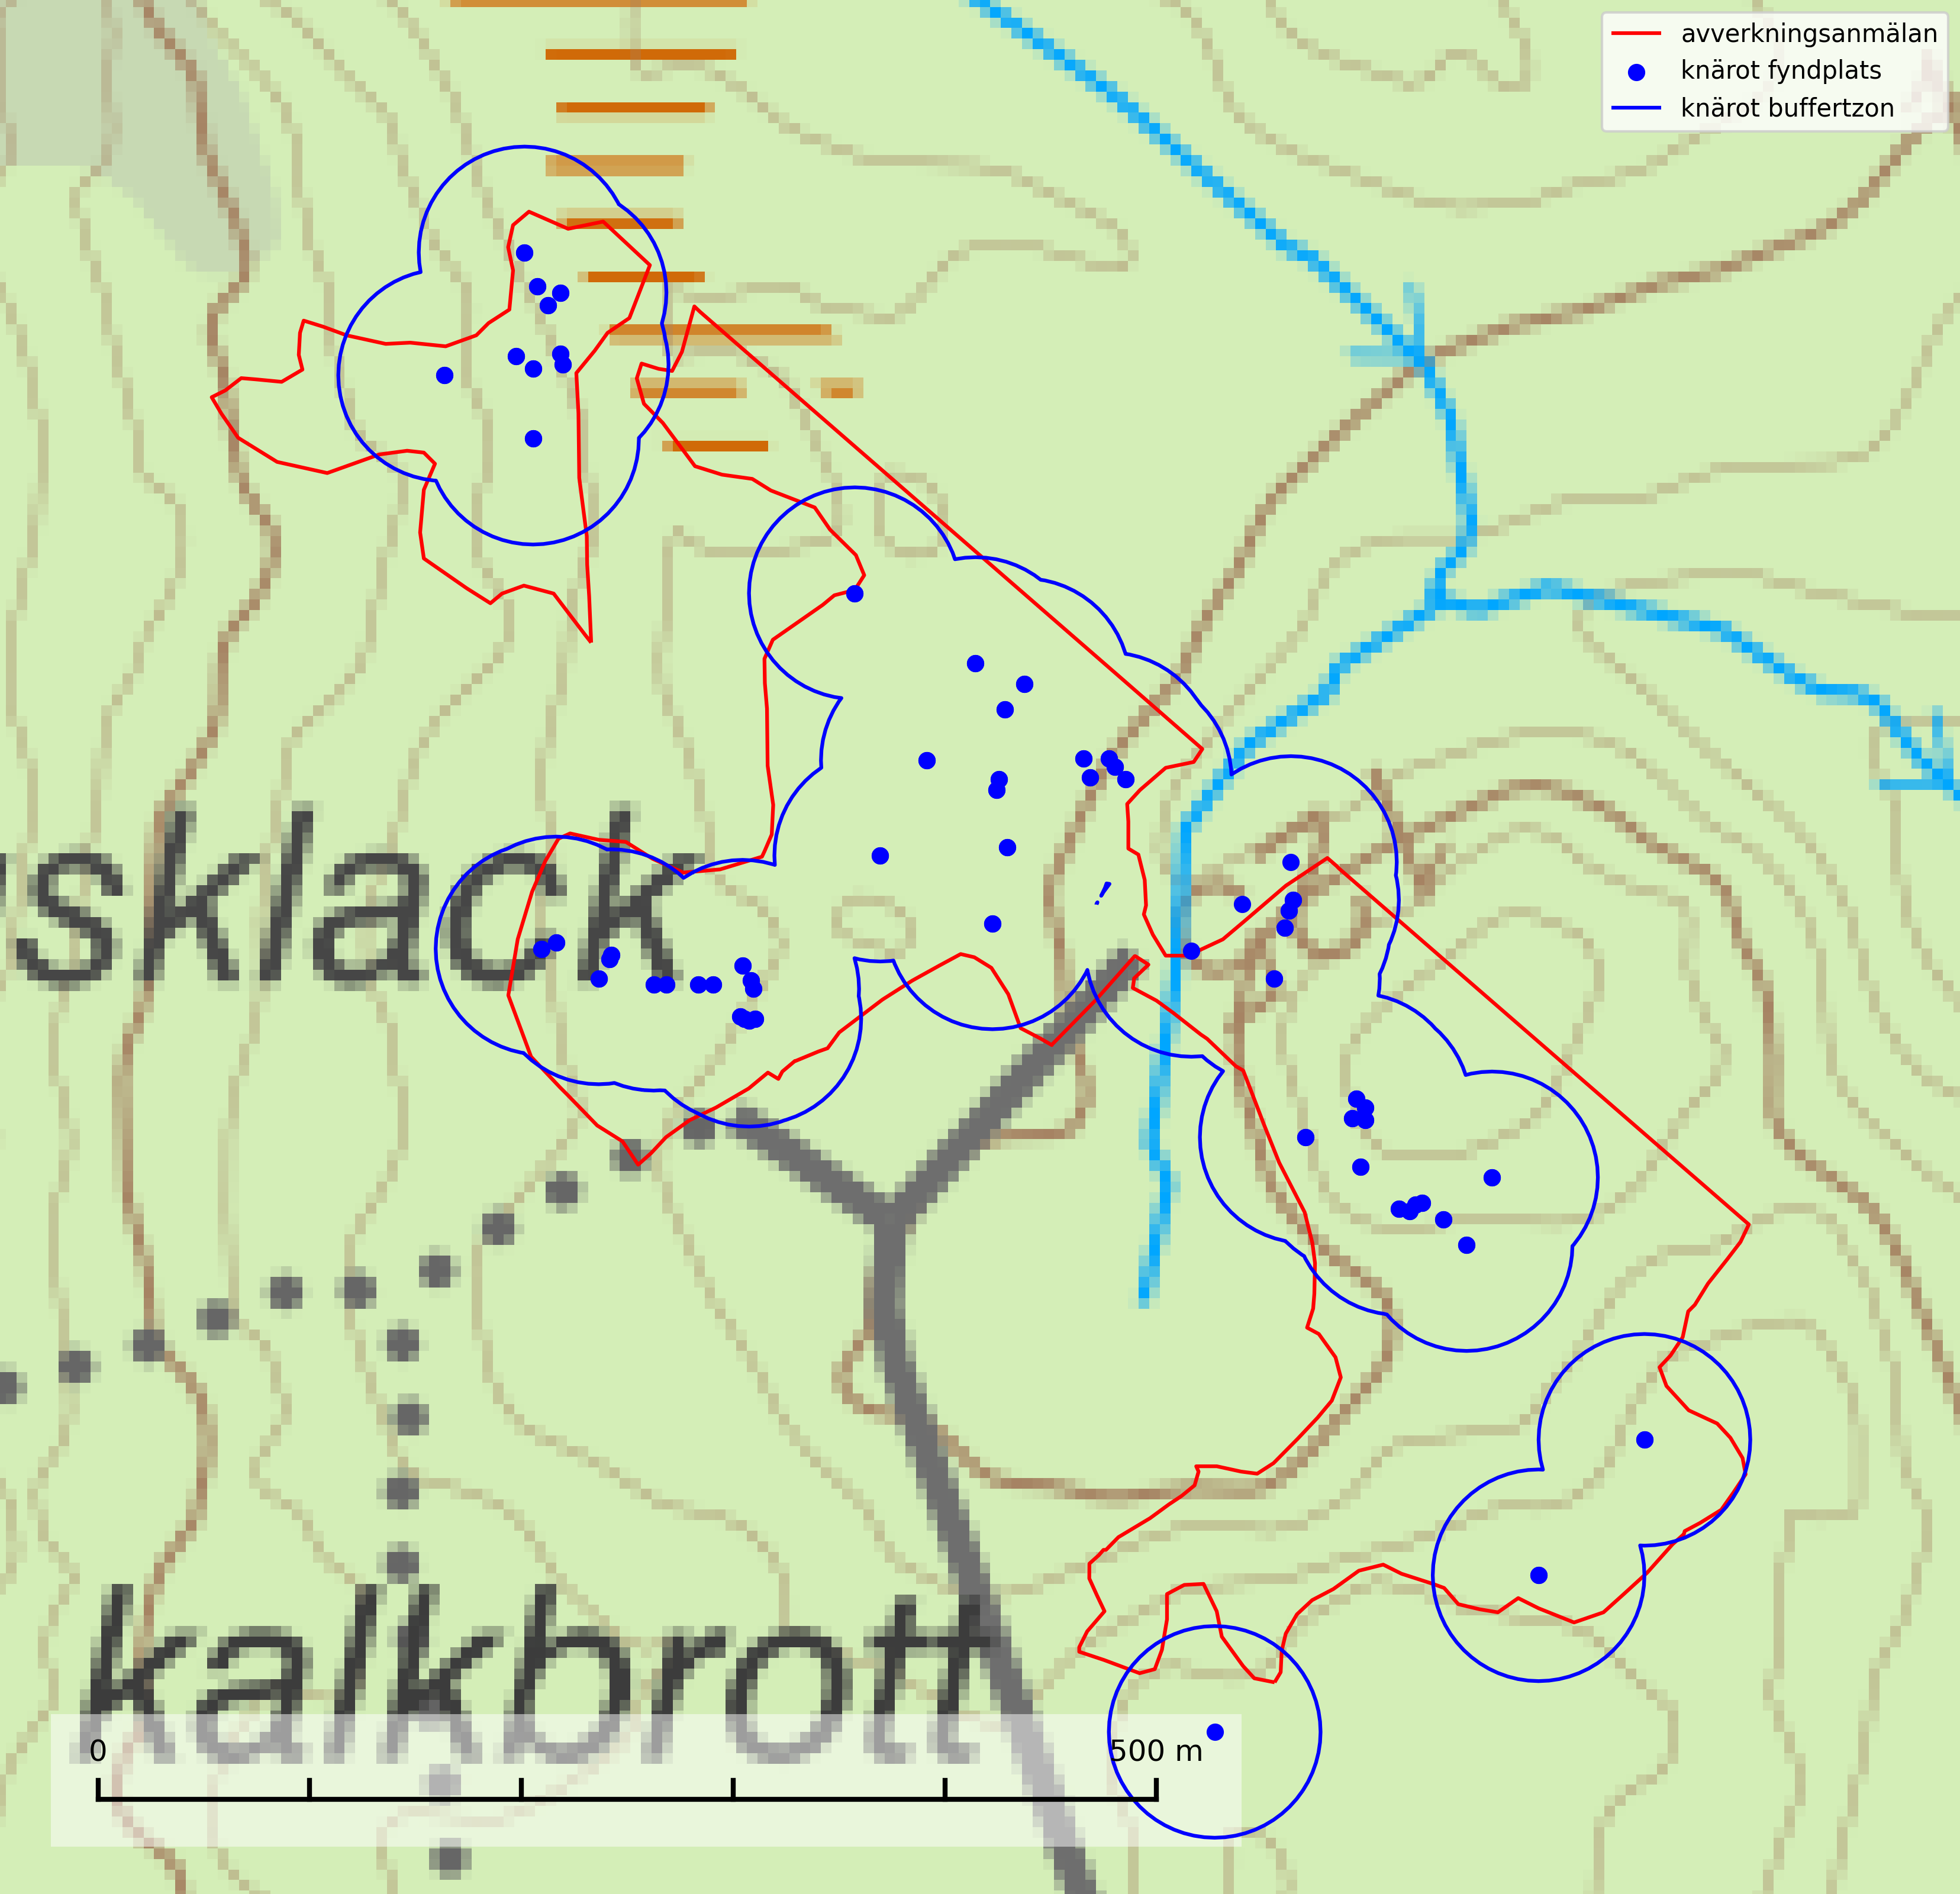 avverkningsanmälan
knärot fyndplats
knärot buffertzon
sklack
kalkbrott
0
500 m